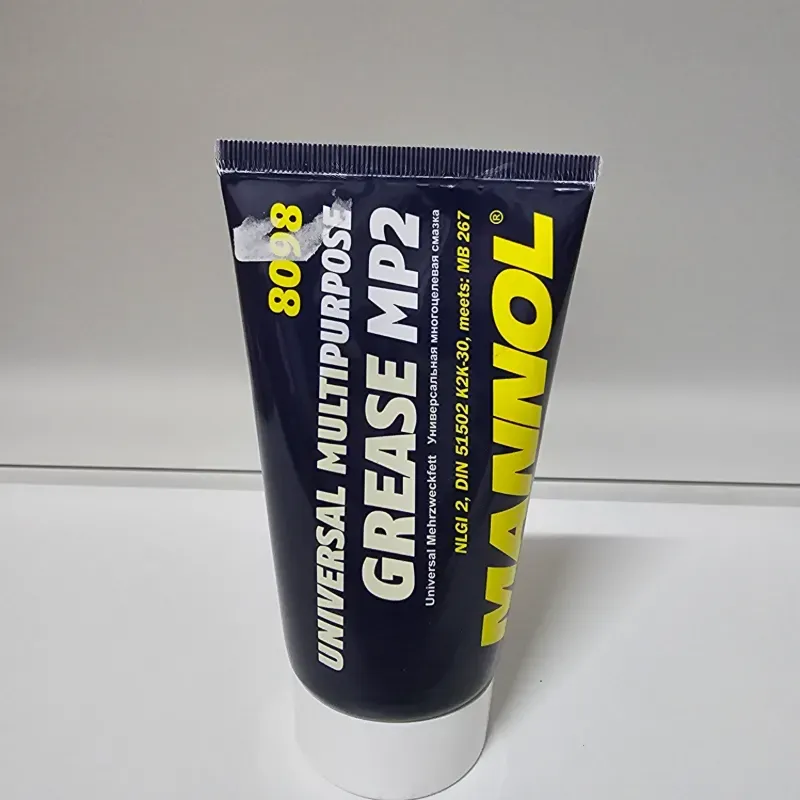 8098
UNIVERSAL MULTIPURPOSE
GREASE MP2
Universal Mehrzweckfett Универсальная многоцелевая смазка
NLGI 2, DIN 51502 K2K-30, meets: MB 267
MANNOL®